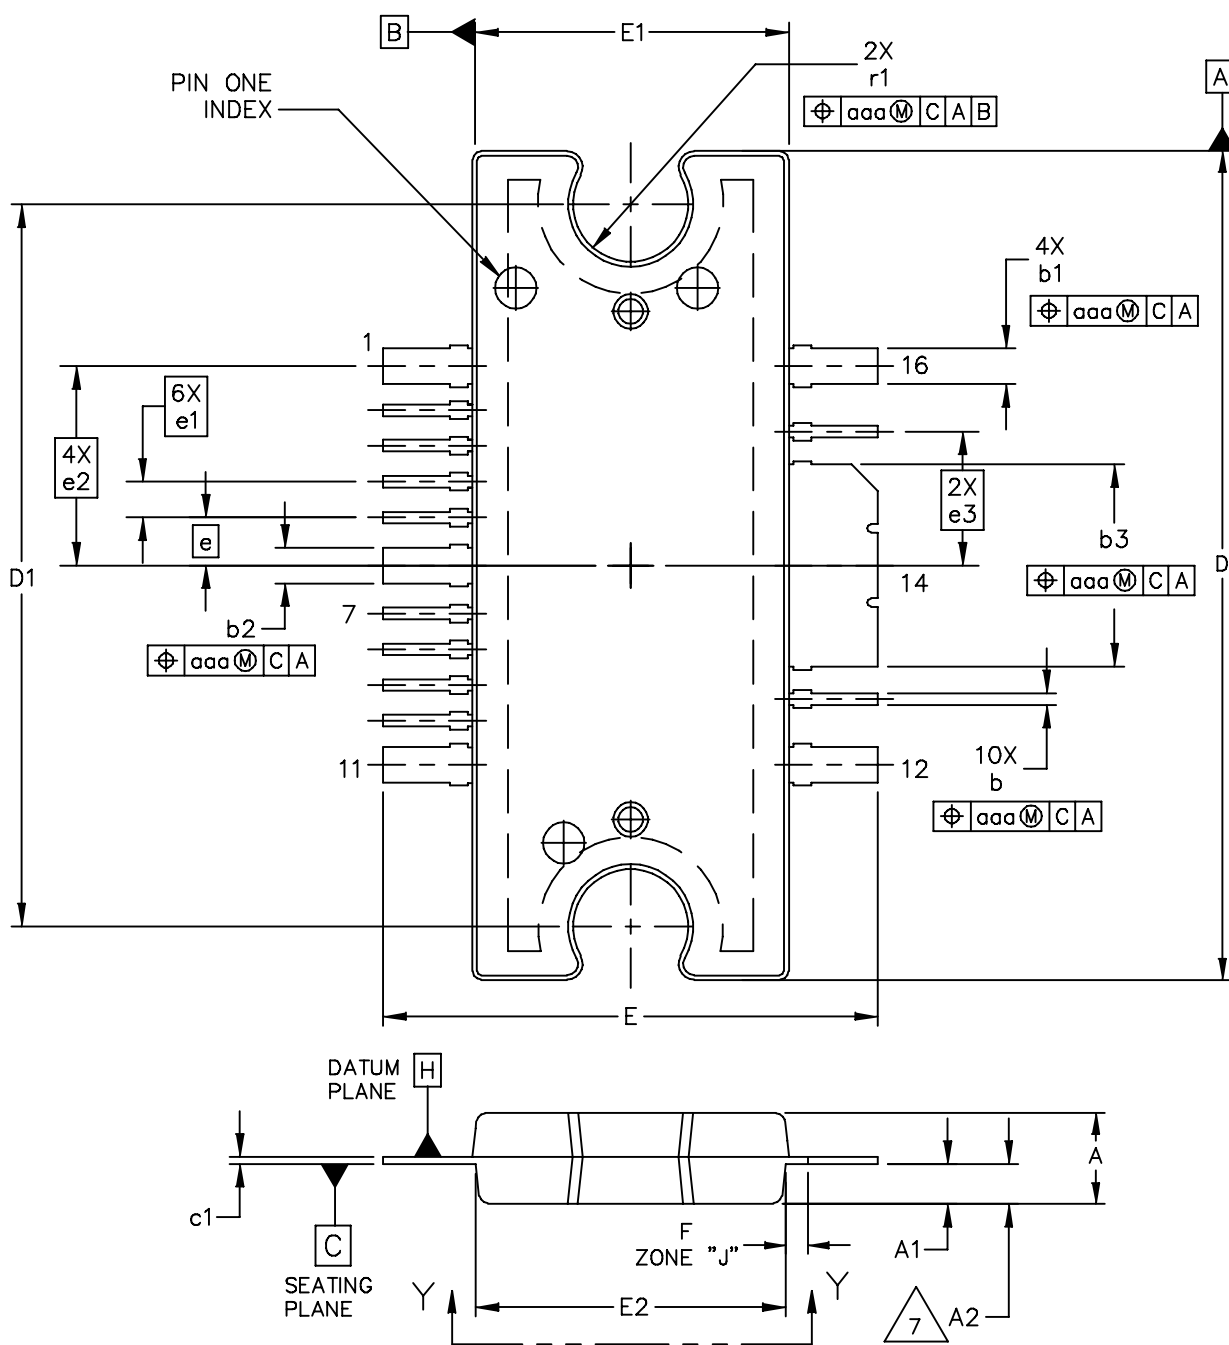 B
E1
2X
r1
⌖ aaa Ⓜ C A B
A
PIN ONE
INDEX
4X
b1
⌖ aaa Ⓜ C A
1
16
6X
e1
4X
e2
2X
e3
e
b3
D1
14
D
⌖ aaa Ⓜ C A
7
b2
⌖ aaa Ⓜ C A
11
12
10X
b
⌖ aaa Ⓜ C A
E
DATUM
PLANE
H
A
c1
C
F
ZONE "J"
A1
SEATING
PLANE
Y
E2
Y
7
A2